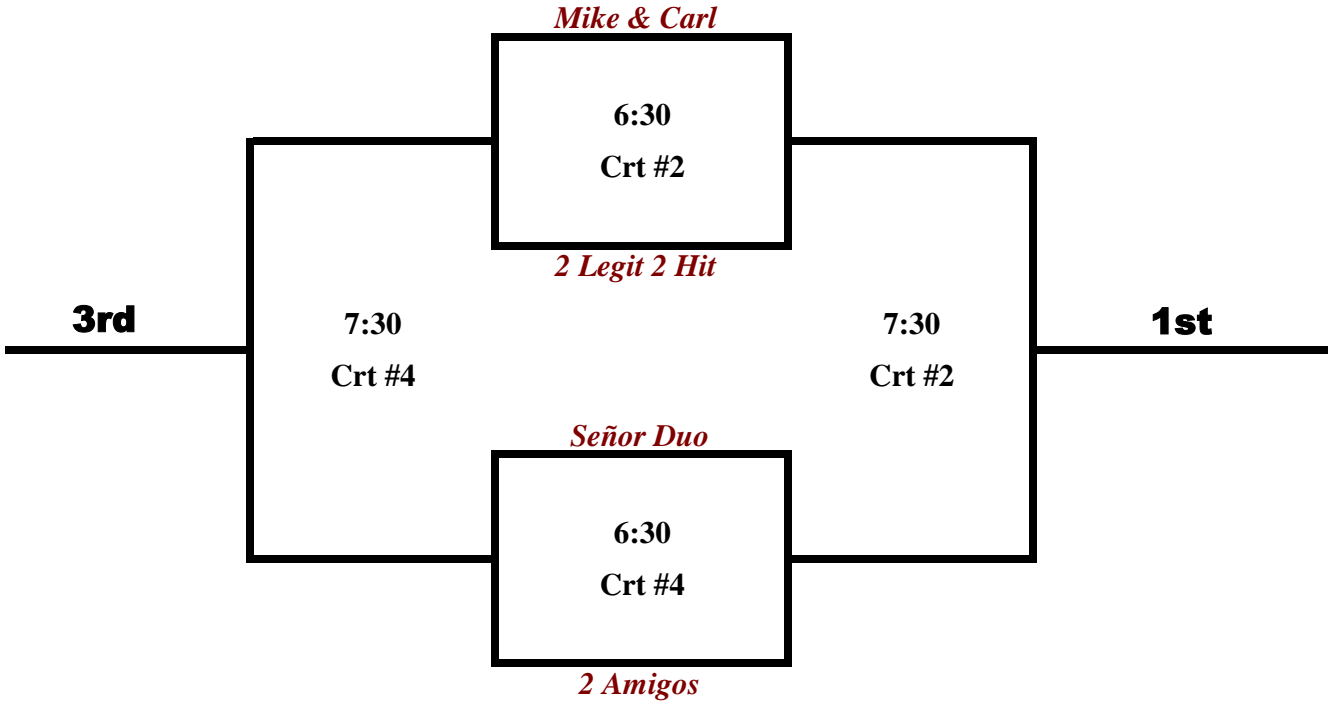 Mike & Carl
6:30
Crt #2
2 Legit 2 Hit
3rd
7:30
Crt #4
7:30
Crt #2
1st
Señor Duo
6:30
Crt #4
2 Amigos